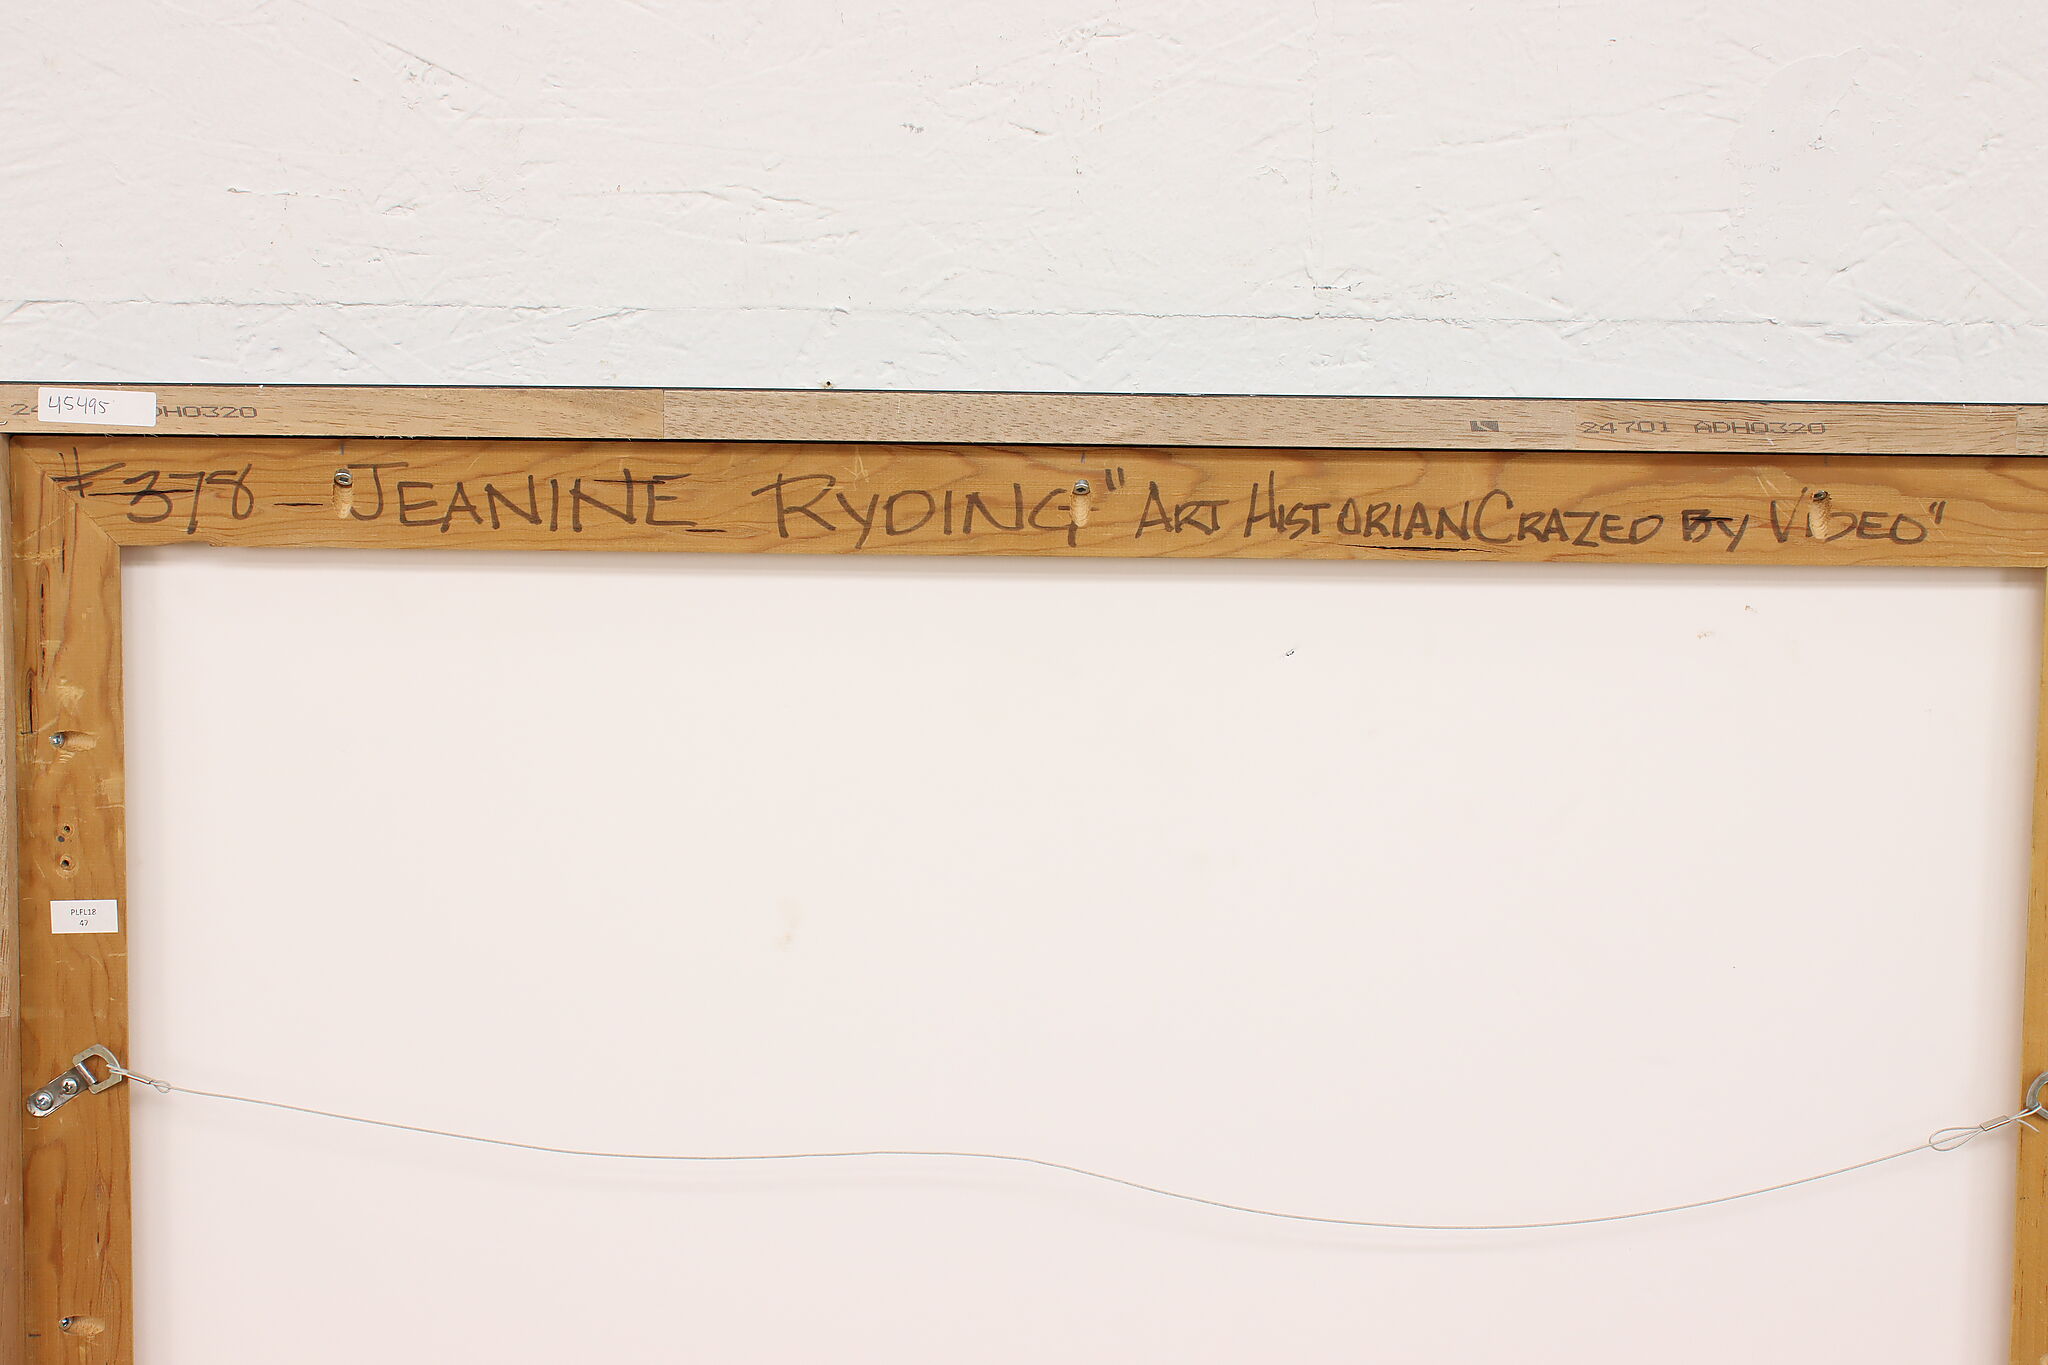 45495
DH0320
24701 ADH0320
#378 - JEANINE RYDING "ART HISTORIAN CRAZED BY VIDEO"
PLFL18
47